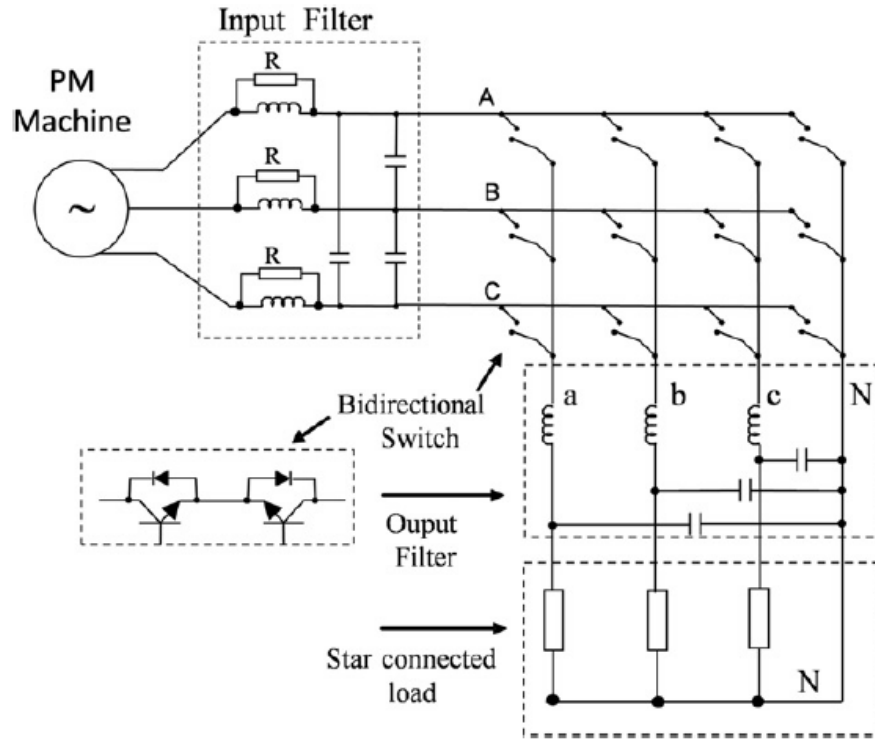 Input Filter
PM
Machine
R
R
R
A
B
C
a
b
c
N
Bidirectional
Switch
Ouput
Filter
Star connected
load
N
~